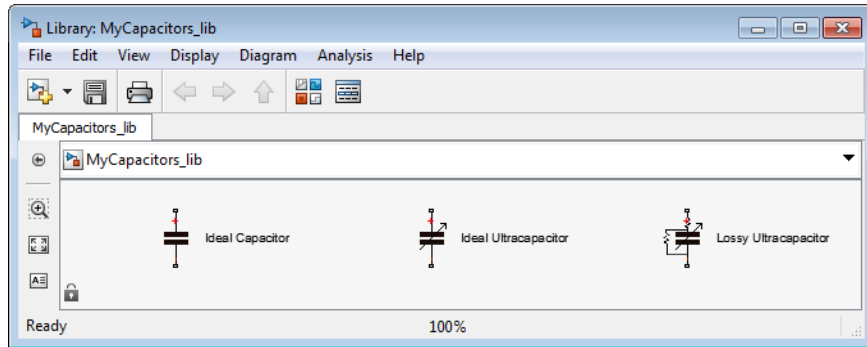 Library: MyCapacitors_lib
File Edit View Display Diagram Analysis Help
MyCapacitors_lib
MyCapacitors_lib
Ideal Capacitor Ideal Ultracapacitor Lossy Ultracapacitor
Ready 100%